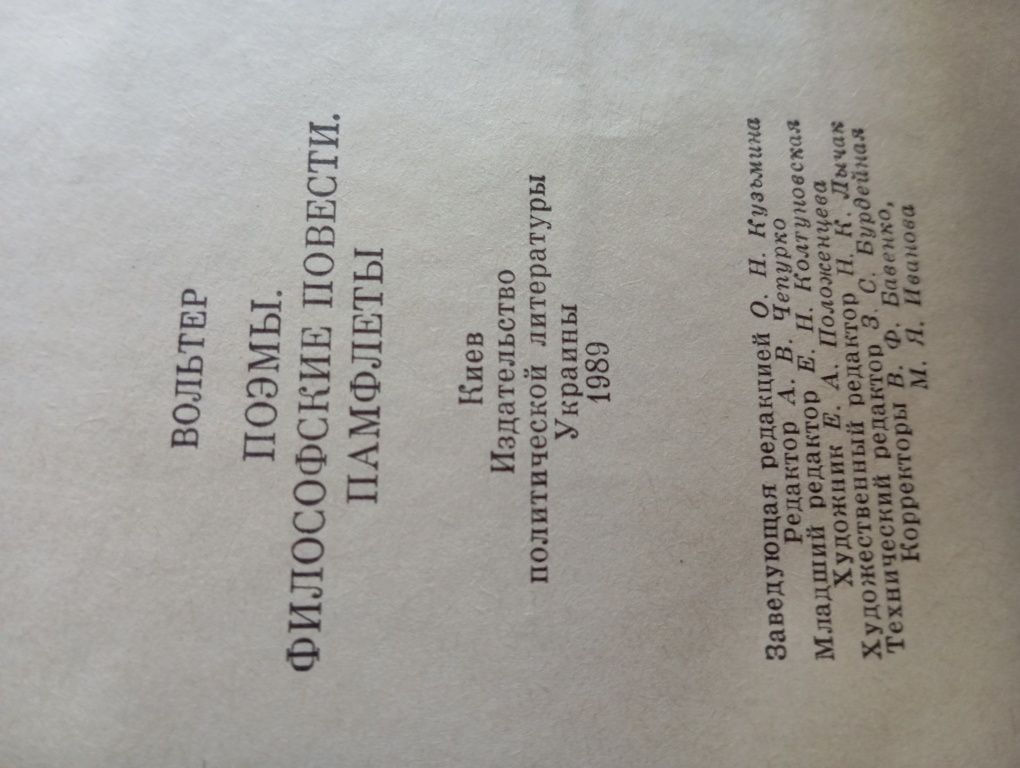 ВОЛЬТЕР
ПОЭМЫ.
ФИЛОСОФСКИЕ ПОВЕСТИ.
ПАМФЛЕТЫ
Киев
Издательство
политической литературы
Украины
1989
Заведующая редакцией О. Н. Кузьмина
Редактор А. В. Чепурко
Младший редактор Е. Н. Колтуновская
Художник Е. А. Положенцева
Художественный редактор Н. К. Лычак
Технический редактор З. С. Бурдейная
Корректоры В. Ф. Бавенко,
М. Я. Иванова